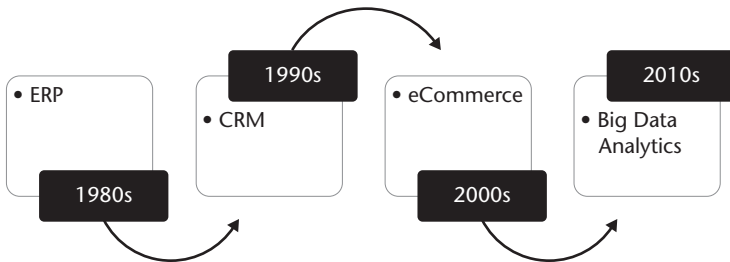 • ERP
1980s
1990s
• CRM
• eCommerce
2000s
2010s
• Big Data
Analytics